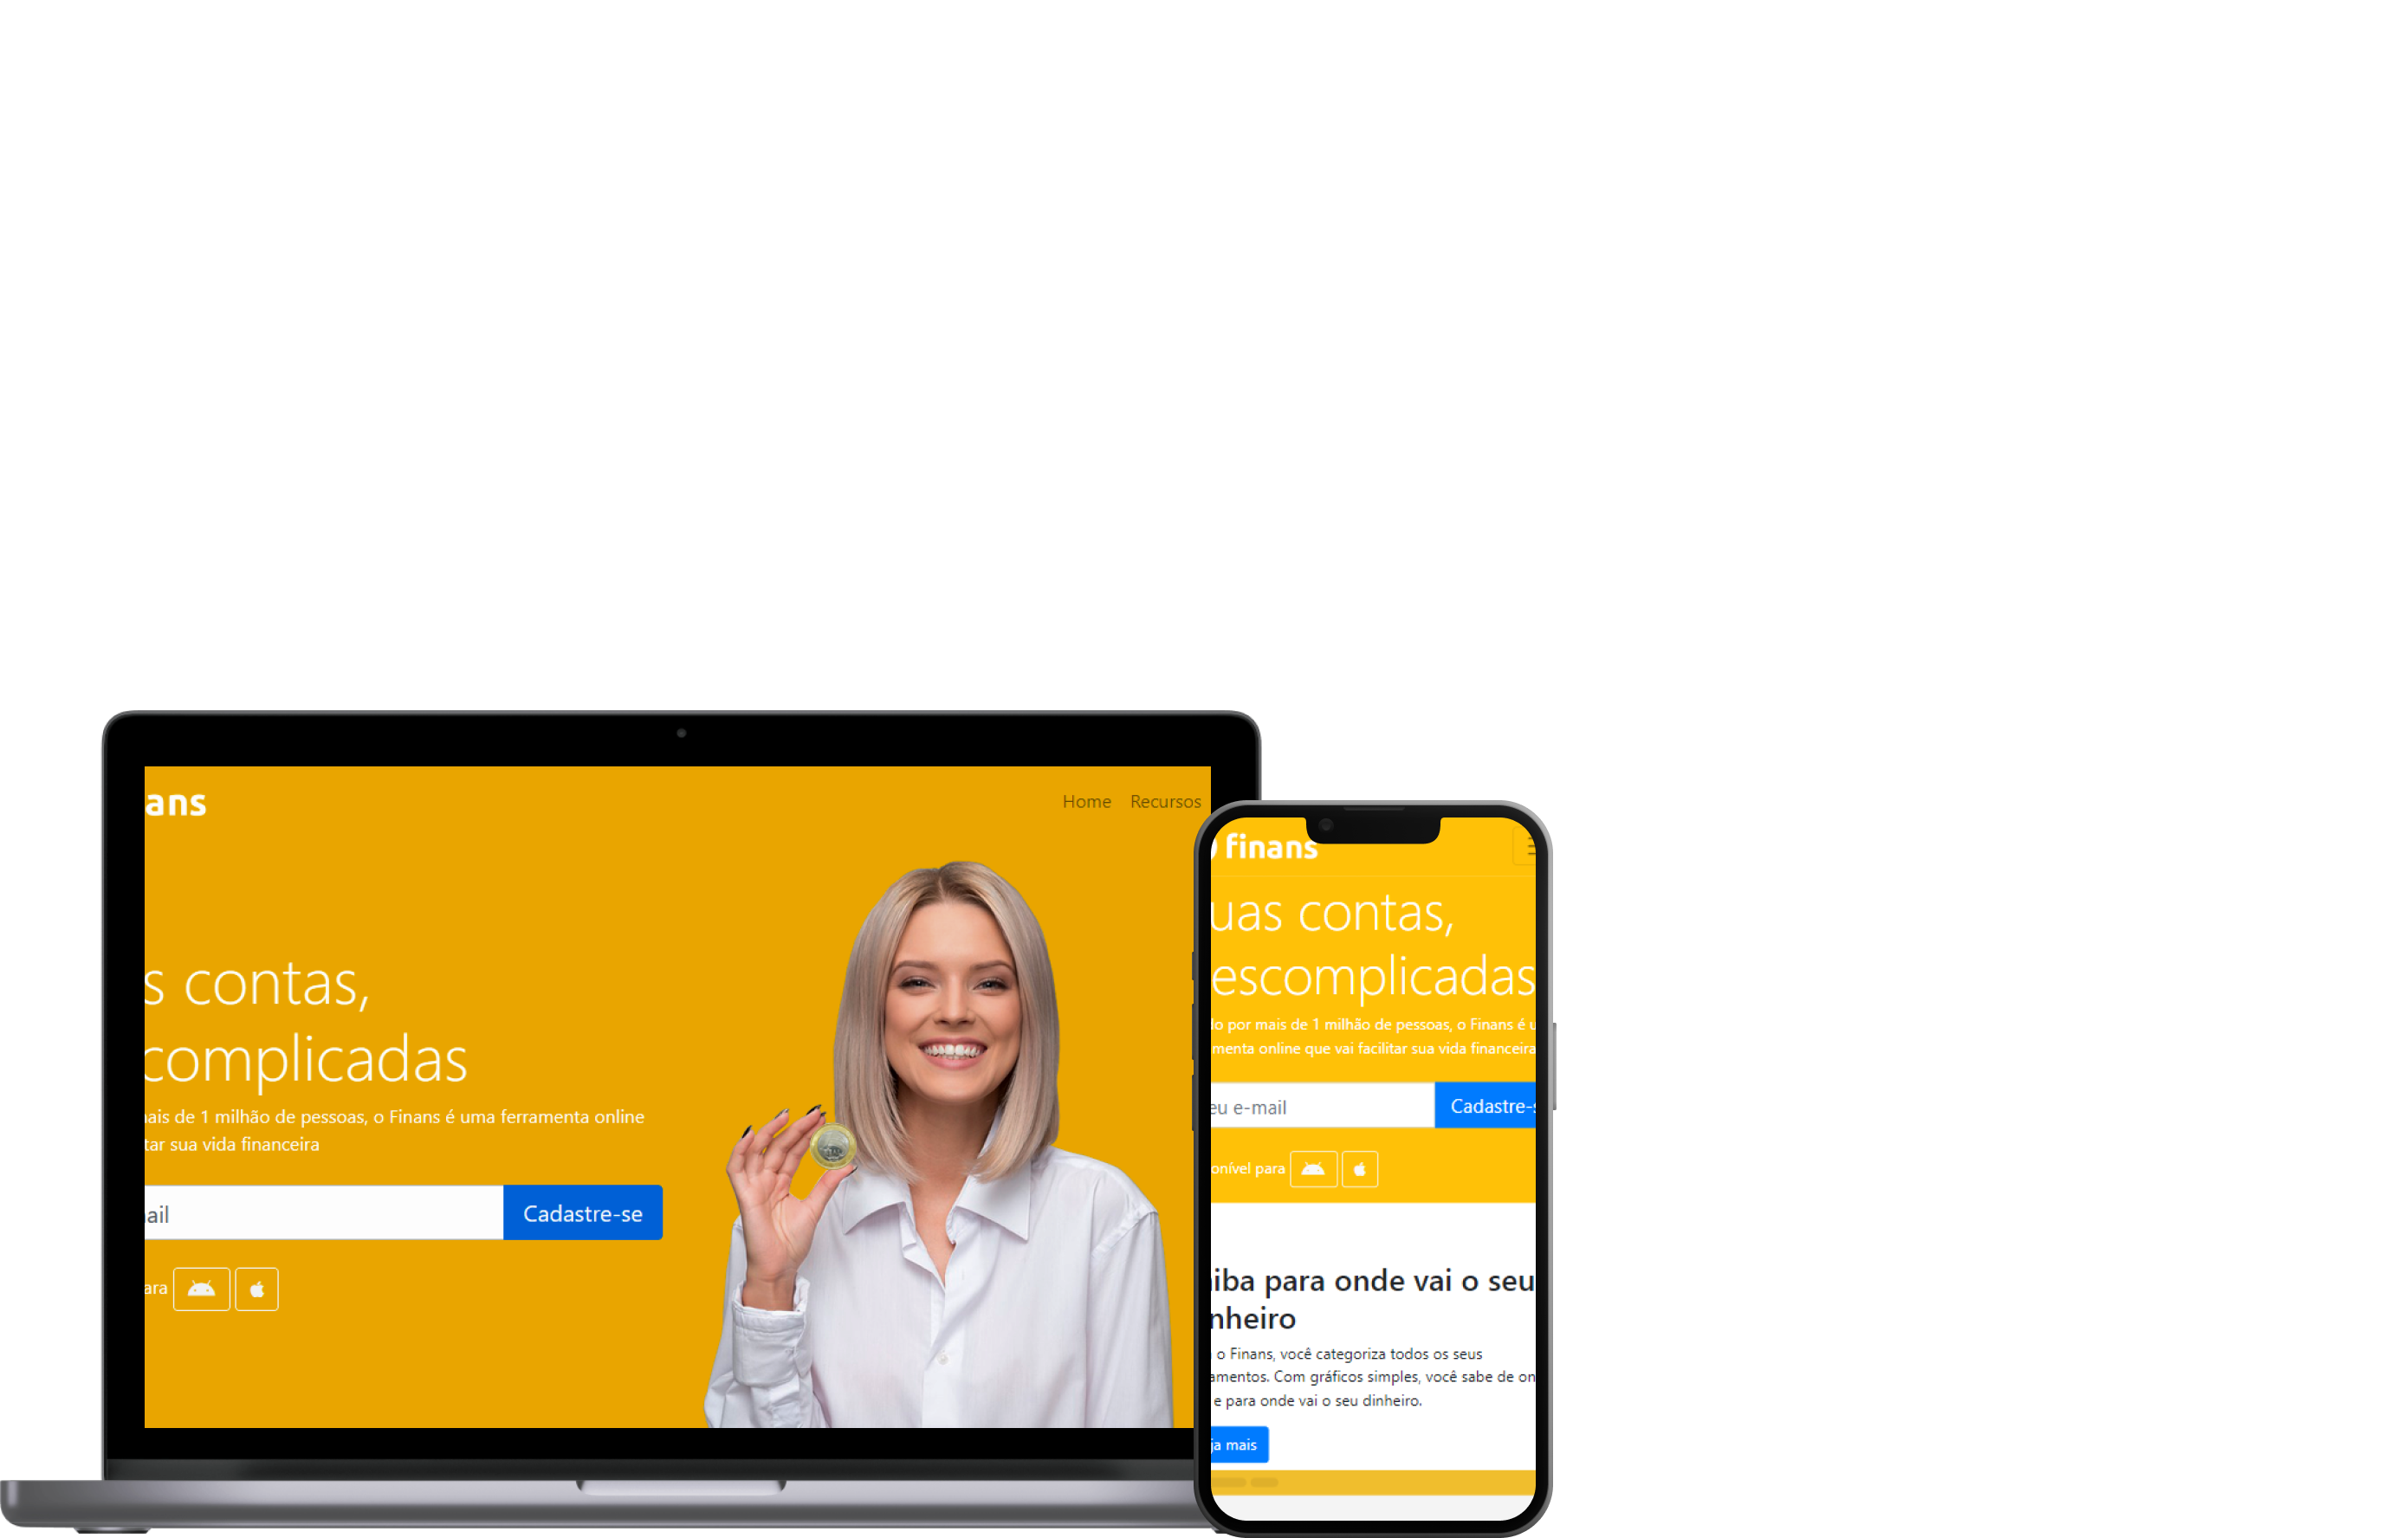 ans
Home Recursos
s contas,
complicadas
ais de 1 milhão de pessoas, o Finans é uma ferramenta online
tar sua vida financeira
ail
Cadastre-se
ara
finans
uas contas,
escomplicadas
do por mais de 1 milhão de pessoas, o Finans é u
menta online que vai facilitar sua vida financeira
eu e-mail
Cadastre-s
onível para
iba para onde vai o seu
nheiro
o Finans, você categoriza todos os seus
amentos. Com gráficos simples, você sabe de on
e para onde vai o seu dinheiro.
ja mais